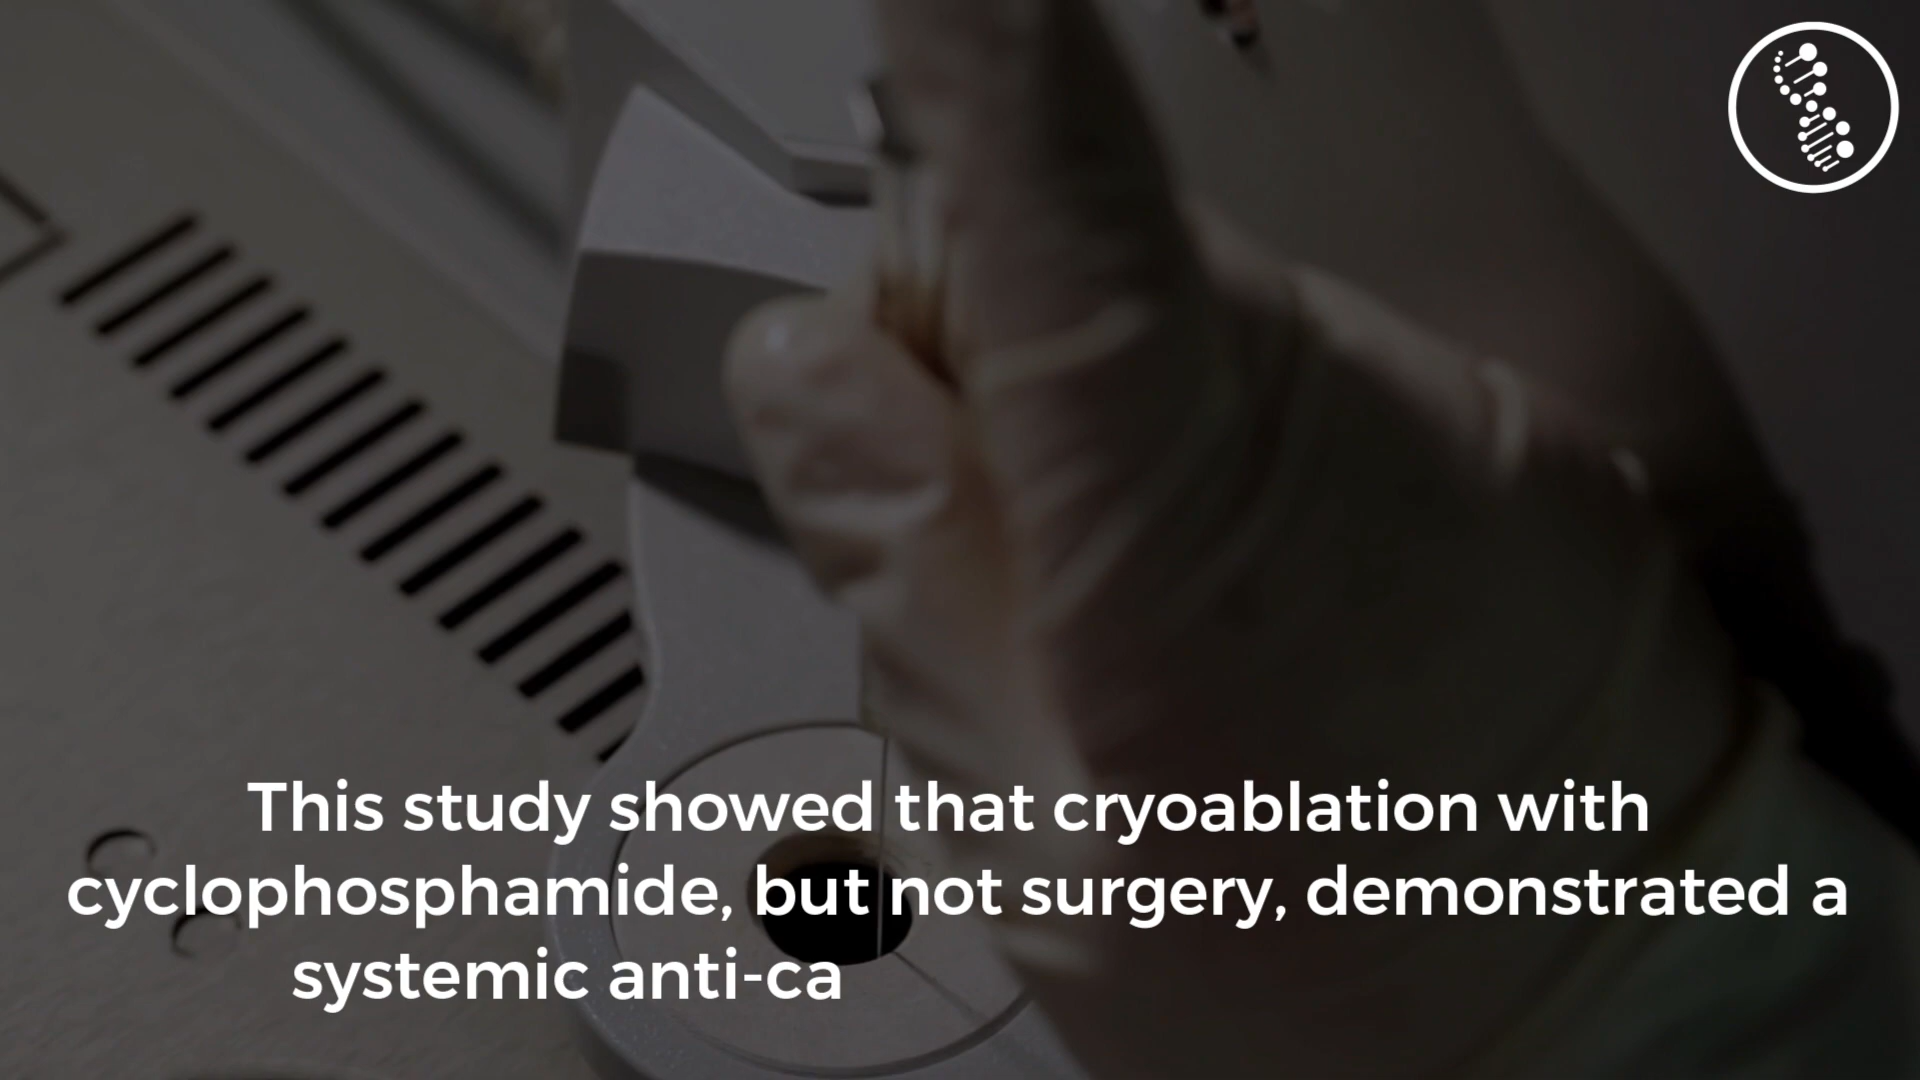 This study showed that cryoablation with
cyclophosphamide, but not surgery, demonstrated a
systemic anti-ca